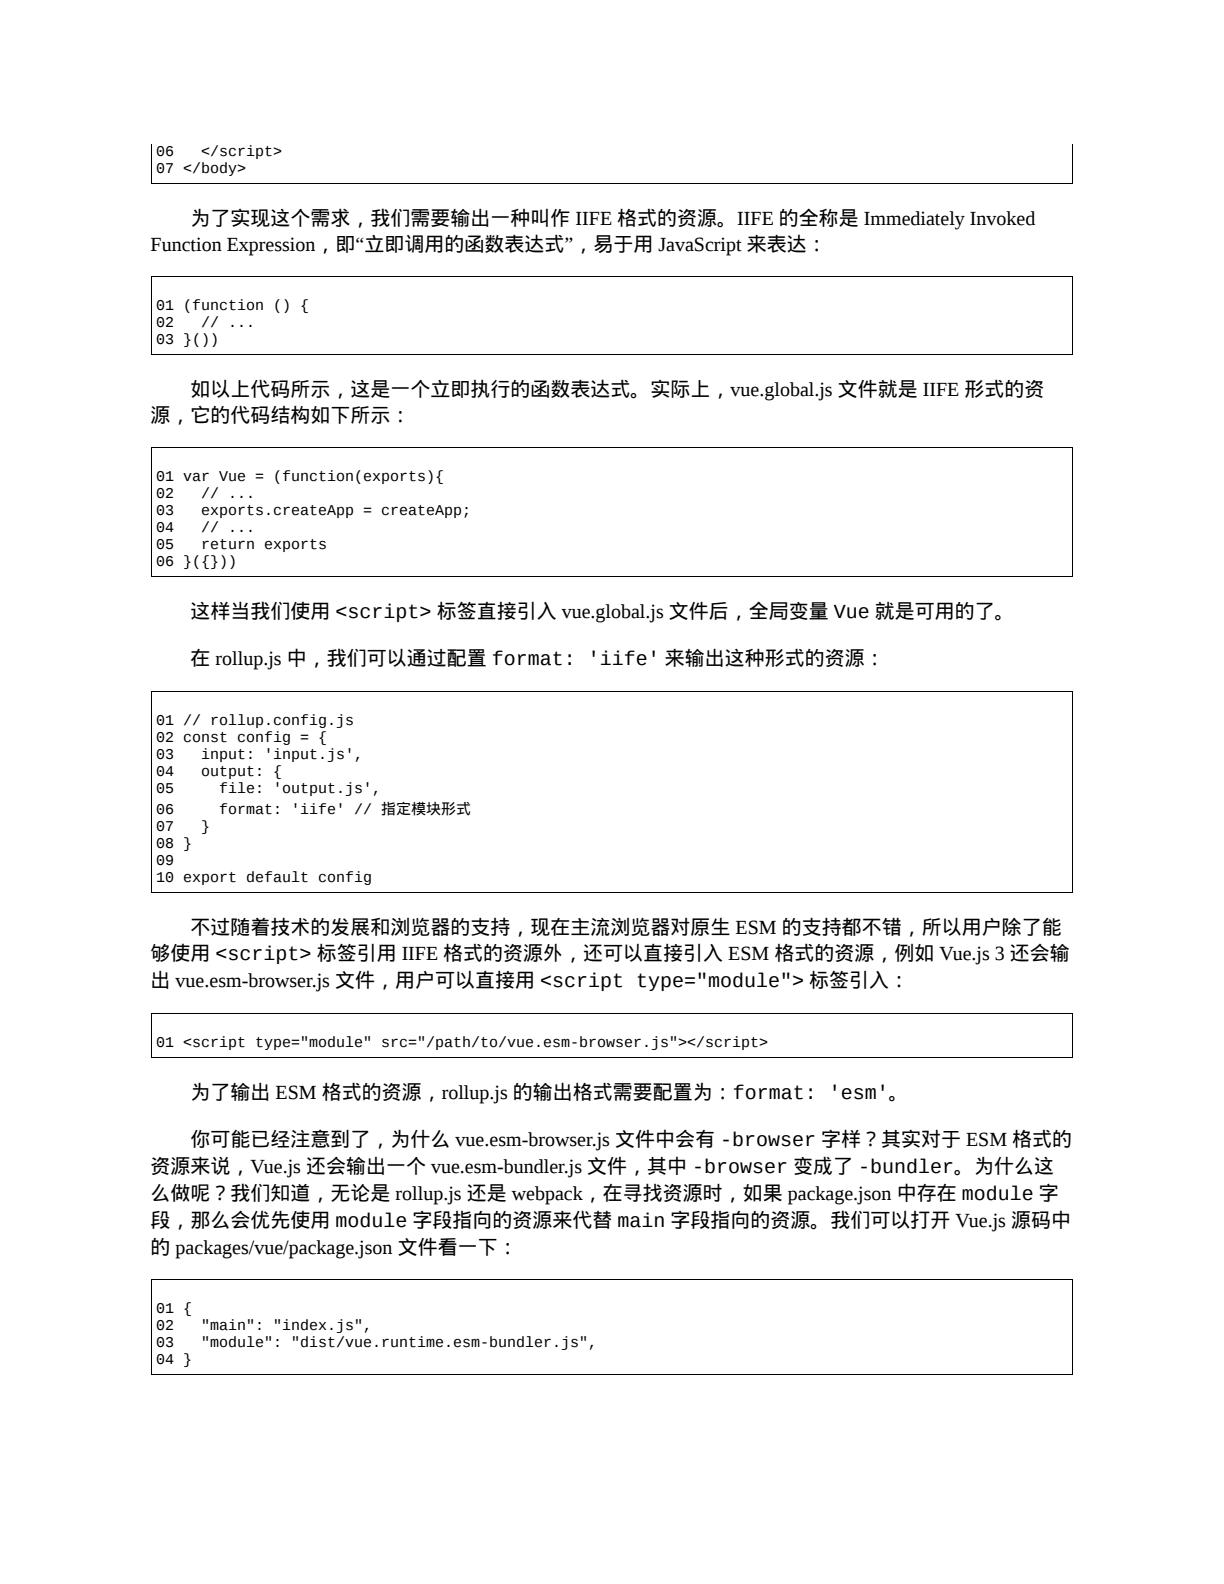 06   </script>
07 </body>
为了实现这个需求，我们需要输出一种叫作 IIFE 格式的资源。IIFE 的全称是 Immediately Invoked
Function Expression，即“立即调用的函数表达式”，易于用 JavaScript 来表达：
01 (function () {
02   // ...
03 }())
如以上代码所示，这是一个立即执行的函数表达式。实际上，vue.global.js 文件就是 IIFE 形式的资
源，它的代码结构如下所示：
01 var Vue = (function(exports){
02   // ...
03   exports.createApp = createApp;
04   // ...
05   return exports
06 }({}))
这样当我们使用 <script> 标签直接引入 vue.global.js 文件后，全局变量 Vue 就是可用的了。
在 rollup.js 中，我们可以通过配置 format: 'iife' 来输出这种形式的资源：
01 // rollup.config.js
02 const config = {
03   input: 'input.js',
04   output: {
05     file: 'output.js',
06     format: 'iife' // 指定模块形式
07   }
08 }
09
10 export default config
不过随着技术的发展和浏览器的支持，现在主流浏览器对原生 ESM 的支持都不错，所以用户除了能
够使用 <script> 标签引用 IIFE 格式的资源外，还可以直接引入 ESM 格式的资源，例如 Vue.js 3 还会输
出 vue.esm-browser.js 文件，用户可以直接用 <script type="module"> 标签引入：
01 <script type="module" src="/path/to/vue.esm-browser.js"></script>
为了输出 ESM 格式的资源，rollup.js 的输出格式需要配置为：format: 'esm'。
你可能已经注意到了，为什么 vue.esm-browser.js 文件中会有 -browser 字样？其实对于 ESM 格式的
资源来说，Vue.js 还会输出一个 vue.esm-bundler.js 文件，其中 -browser 变成了 -bundler。为什么这
么做呢？我们知道，无论是 rollup.js 还是 webpack，在寻找资源时，如果 package.json 中存在 module 字
段，那么会优先使用 module 字段指向的资源来代替 main 字段指向的资源。我们可以打开 Vue.js 源码中
的 packages/vue/package.json 文件看一下：
01 {
02   "main": "index.js",
03   "module": "dist/vue.runtime.esm-bundler.js",
04 }